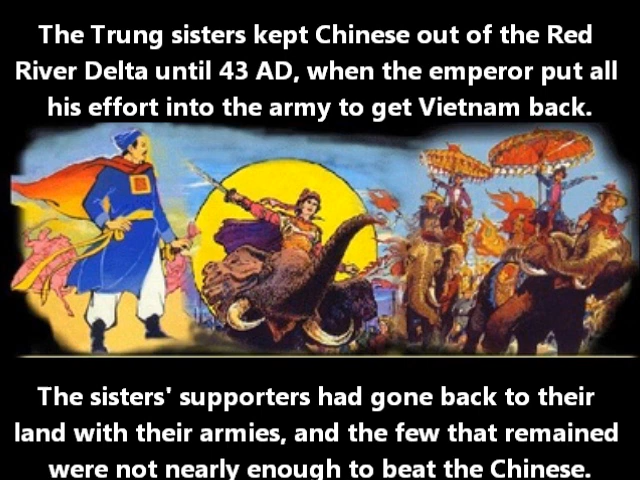 The Trung sisters kept Chinese out of the Red
River Delta until 43 AD, when the emperor put all
his effort into the army to get Vietnam back.
The sisters' supporters had gone back to their
land with their armies, and the few that remained
were not nearly enough to beat the Chinese.